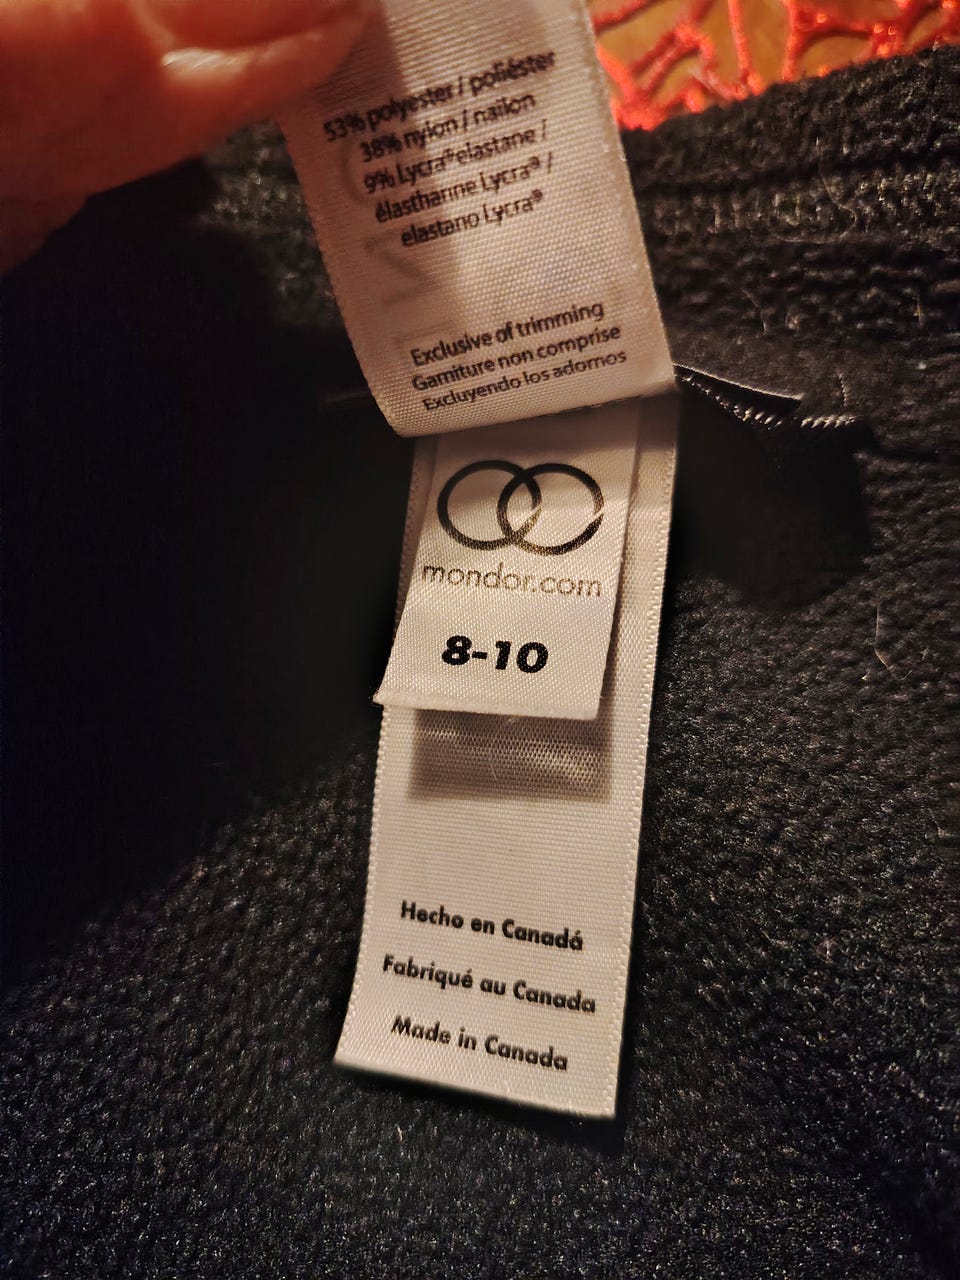 53% polyester / poliéster
38% nylon / nailon
9% Lycra® elastane /
élasthanne Lycra® /
elastano Lycra®
Exclusive of trimming
Garniture non comprise
Excluyendo los adornos
mondor.com
8-10
Hecho en Canadá
Fabriqué au Canada
Made in Canada